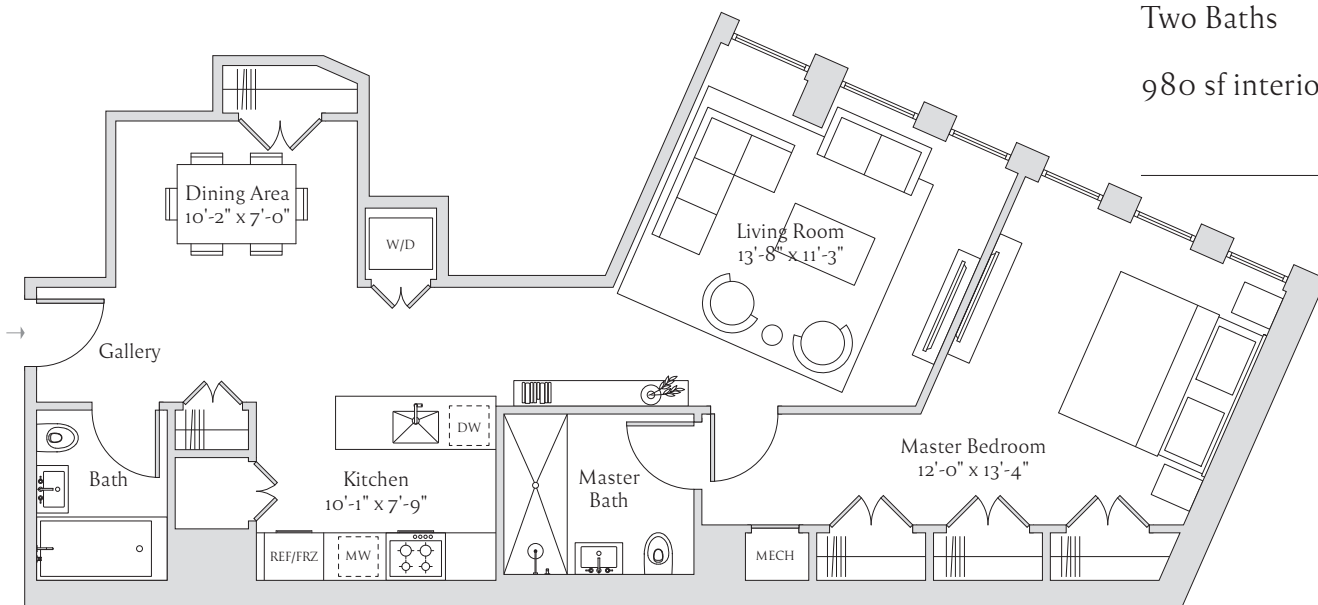 Two Baths
980 sf interio
Dining Area
10'-2" x 7'-0"
W/D
Living Room
13'-8" x 11'-3"
Gallery
DW
Bath
Kitchen
10'-1" x 7'-9"
Master
Bath
Master Bedroom
12'-0" x 13'-4"
REF/FRZ
MW
MECH